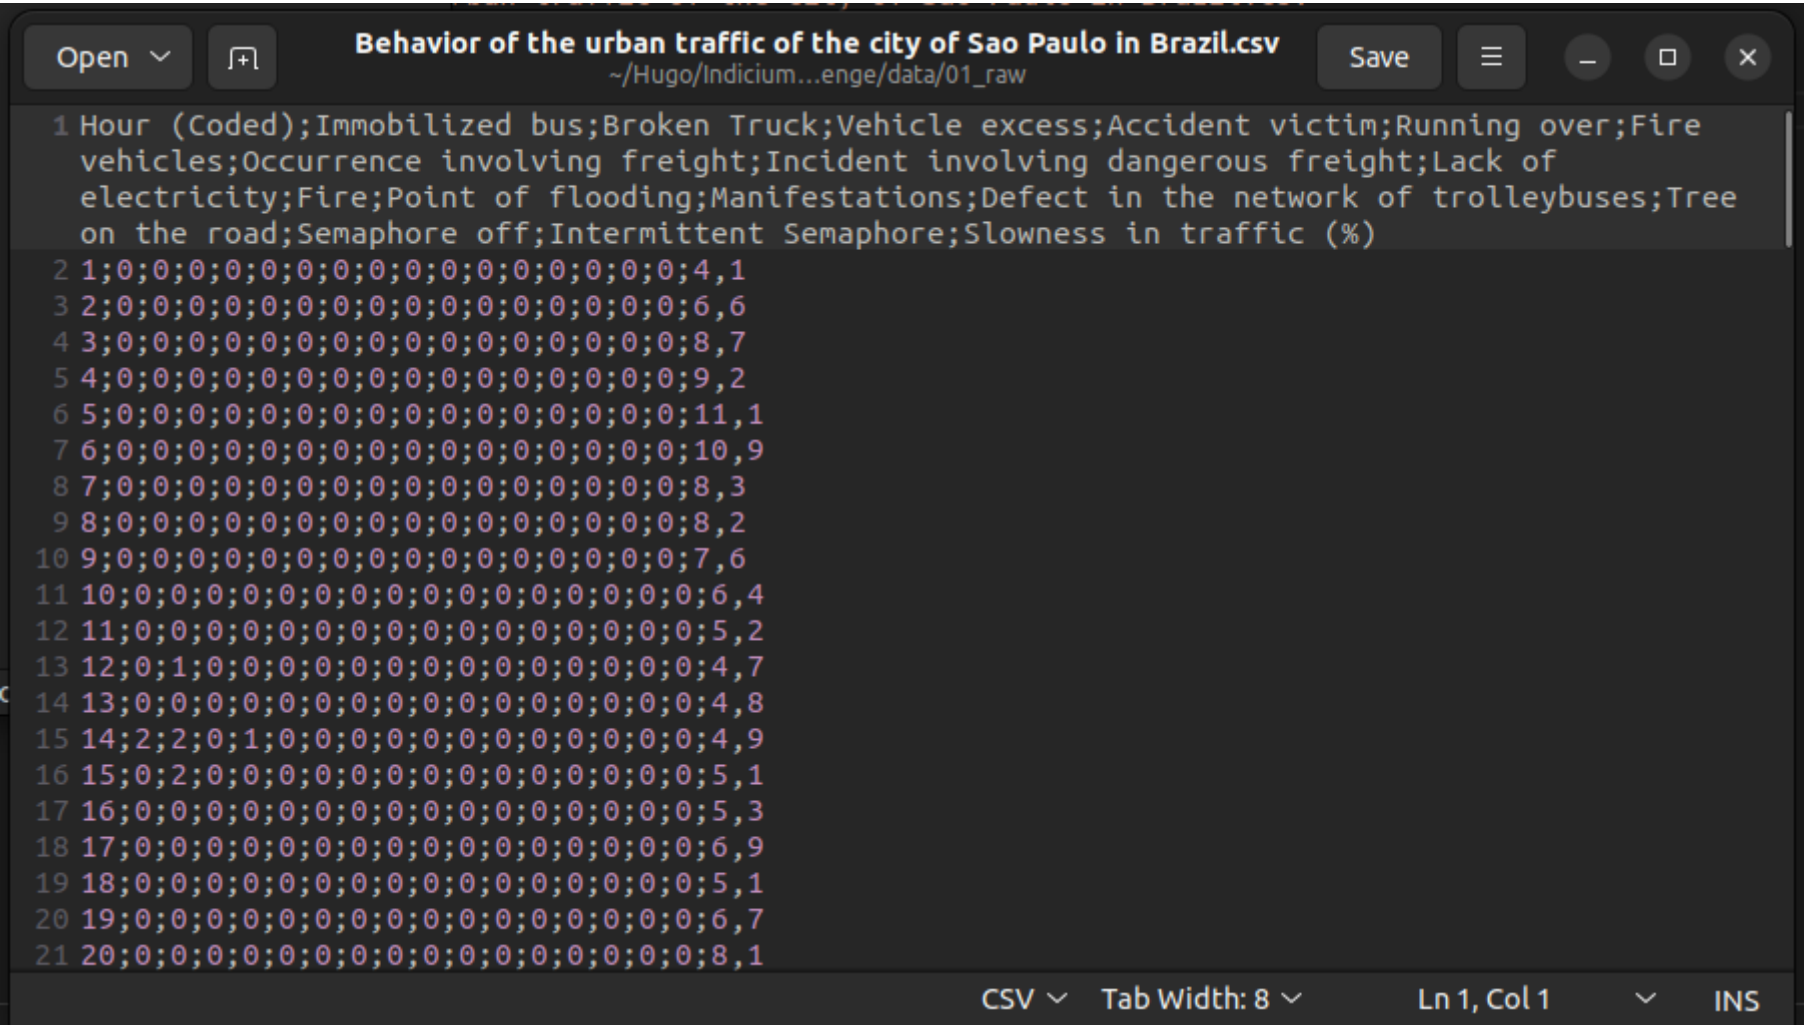 Open
Behavior of the urban traffic of the city of Sao Paulo in Brazil.csv
~/Hugo/Indicium...enge/data/01_raw
Save
1 Hour (Coded);Immobilized bus;Broken Truck;Vehicle excess;Accident victim;Running over;Fire
vehicles;Occurrence involving freight;Incident involving dangerous freight;Lack of
electricity;Fire;Point of flooding;Manifestations;Defect in the network of trolleybuses;Tree
on the road;Semaphore off;Intermittent Semaphore;Slowness in traffic (%)
2 1;0;0;0;0;0;0;0;0;0;0;0;0;0;0;0;0;4,1
3 2;0;0;0;0;0;0;0;0;0;0;0;0;0;0;0;0;6,6
4 3;0;0;0;0;0;0;0;0;0;0;0;0;0;0;0;0;8,7
5 4;0;0;0;0;0;0;0;0;0;0;0;0;0;0;0;0;9,2
6 5;0;0;0;0;0;0;0;0;0;0;0;0;0;0;0;0;11,1
7 6;0;0;0;0;0;0;0;0;0;0;0;0;0;0;0;0;10,9
8 7;0;0;0;0;0;0;0;0;0;0;0;0;0;0;0;0;8,3
9 8;0;0;0;0;0;0;0;0;0;0;0;0;0;0;0;0;8,2
10 9;0;0;0;0;0;0;0;0;0;0;0;0;0;0;0;0;7,6
11 10;0;0;0;0;0;0;0;0;0;0;0;0;0;0;0;0;6,4
12 11;0;0;0;0;0;0;0;0;0;0;0;0;0;0;0;0;5,2
13 12;0;1;0;0;0;0;0;0;0;0;0;0;0;0;0;0;4,7
14 13;0;0;0;0;0;0;0;0;0;0;0;0;0;0;0;0;4,8
15 14;2;2;0;1;0;0;0;0;0;0;0;0;0;0;0;0;4,9
16 15;0;2;0;0;0;0;0;0;0;0;0;0;0;0;0;0;5,1
17 16;0;0;0;0;0;0;0;0;0;0;0;0;0;0;0;0;5,3
18 17;0;0;0;0;0;0;0;0;0;0;0;0;0;0;0;0;6,9
19 18;0;0;0;0;0;0;0;0;0;0;0;0;0;0;0;0;5,1
20 19;0;0;0;0;0;0;0;0;0;0;0;0;0;0;0;0;6,7
21 20;0;0;0;0;0;0;0;0;0;0;0;0;0;0;0;0;8,1
CSV Tab Width: 8 Ln 1, Col 1 INS